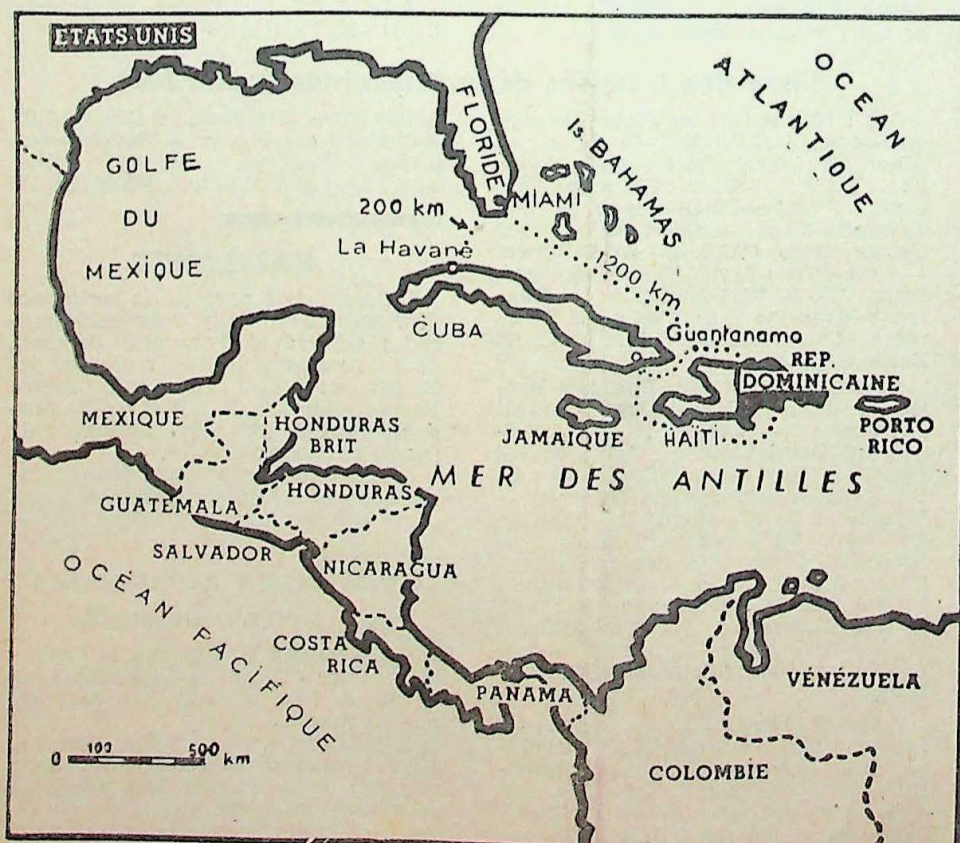 ETATS-UNIS
OCEAN
ATLANTIQUE
GOLFE
DU
MEXIQUE
FLORIDE
Is BAHAMAS
MIAMI
200 km
La Havane
1200 km
CUBA
Guantanamo
REP.
DOMINICAINE
MEXIQUE
HONDURAS
BRIT
JAMAIQUE
HAÏTI
PORTO
RICO
MER DES ANTILLES
HONDURAS
GUATEMALA
SALVADOR
NICARAGUA
OCÉAN PACIFIQUE
COSTA
RICA
PANAMA
VÉNÉZUELA
COLOMBIE
0 100 500 km